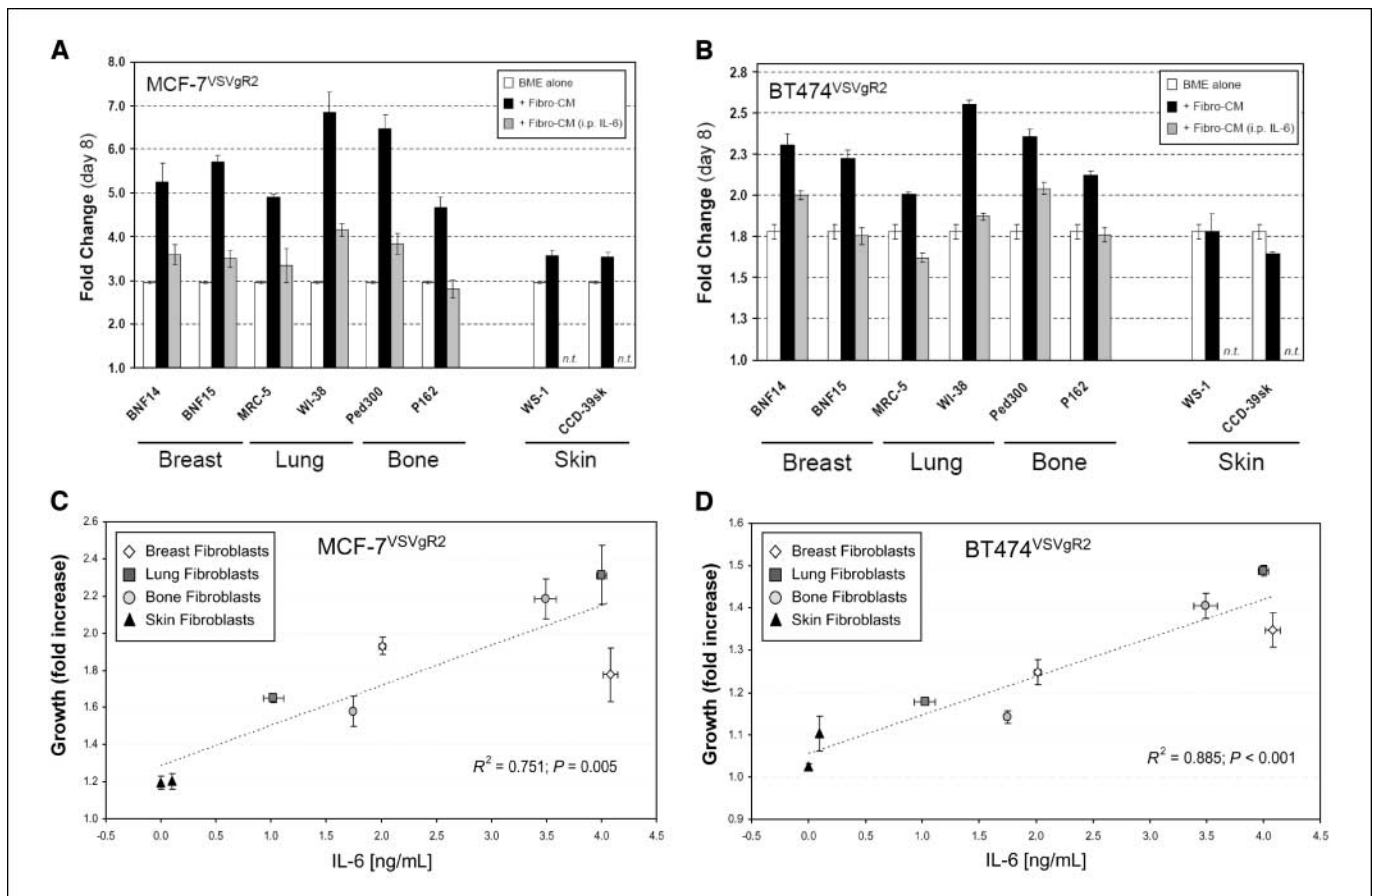 A
MCF-7VSVgR2
BME alone
+ Fibro-CM
+ Fibro-CM (i.p. IL-6)
Fold Change (day 8)
8.0
7.0
6.0
5.0
4.0
3.0
2.0
1.0
n.t.
n.t.
BNF14
BNF15
MRC-5
WI-38
Ped300
P162
WS-1
CCD-39sk
Breast
Lung
Bone
Skin
B
BT474VSVgR2
BME alone
+ Fibro-CM
+ Fibro-CM (i.p. IL-6)
Fold Change (day 8)
2.8
2.5
2.3
2.0
1.8
1.5
1.3
1.0
n.t.
n.t.
BNF14
BNF15
MRC-5
WI-38
Ped300
P162
WS-1
CCD-39sk
Breast
Lung
Bone
Skin
C
MCF-7VSVgR2
Breast Fibroblasts
Lung Fibroblasts
Bone Fibroblasts
Skin Fibroblasts
Growth (fold increase)
2.6
2.4
2.2
2.0
1.8
1.6
1.4
1.2
1.0
R2 = 0.751; P = 0.005
-0.5 0.0 0.5 1.0 1.5 2.0 2.5 3.0 3.5 4.0 4.5
IL-6 [ng/mL]
D
BT474VSVgR2
Breast Fibroblasts
Lung Fibroblasts
Bone Fibroblasts
Skin Fibroblasts
Growth (fold increase)
1.6
1.5
1.4
1.3
1.2
1.1
1.0
0.9
R2 = 0.885; P < 0.001
-0.5 0.0 0.5 1.0 1.5 2.0 2.5 3.0 3.5 4.0 4.5
IL-6 [ng/mL]